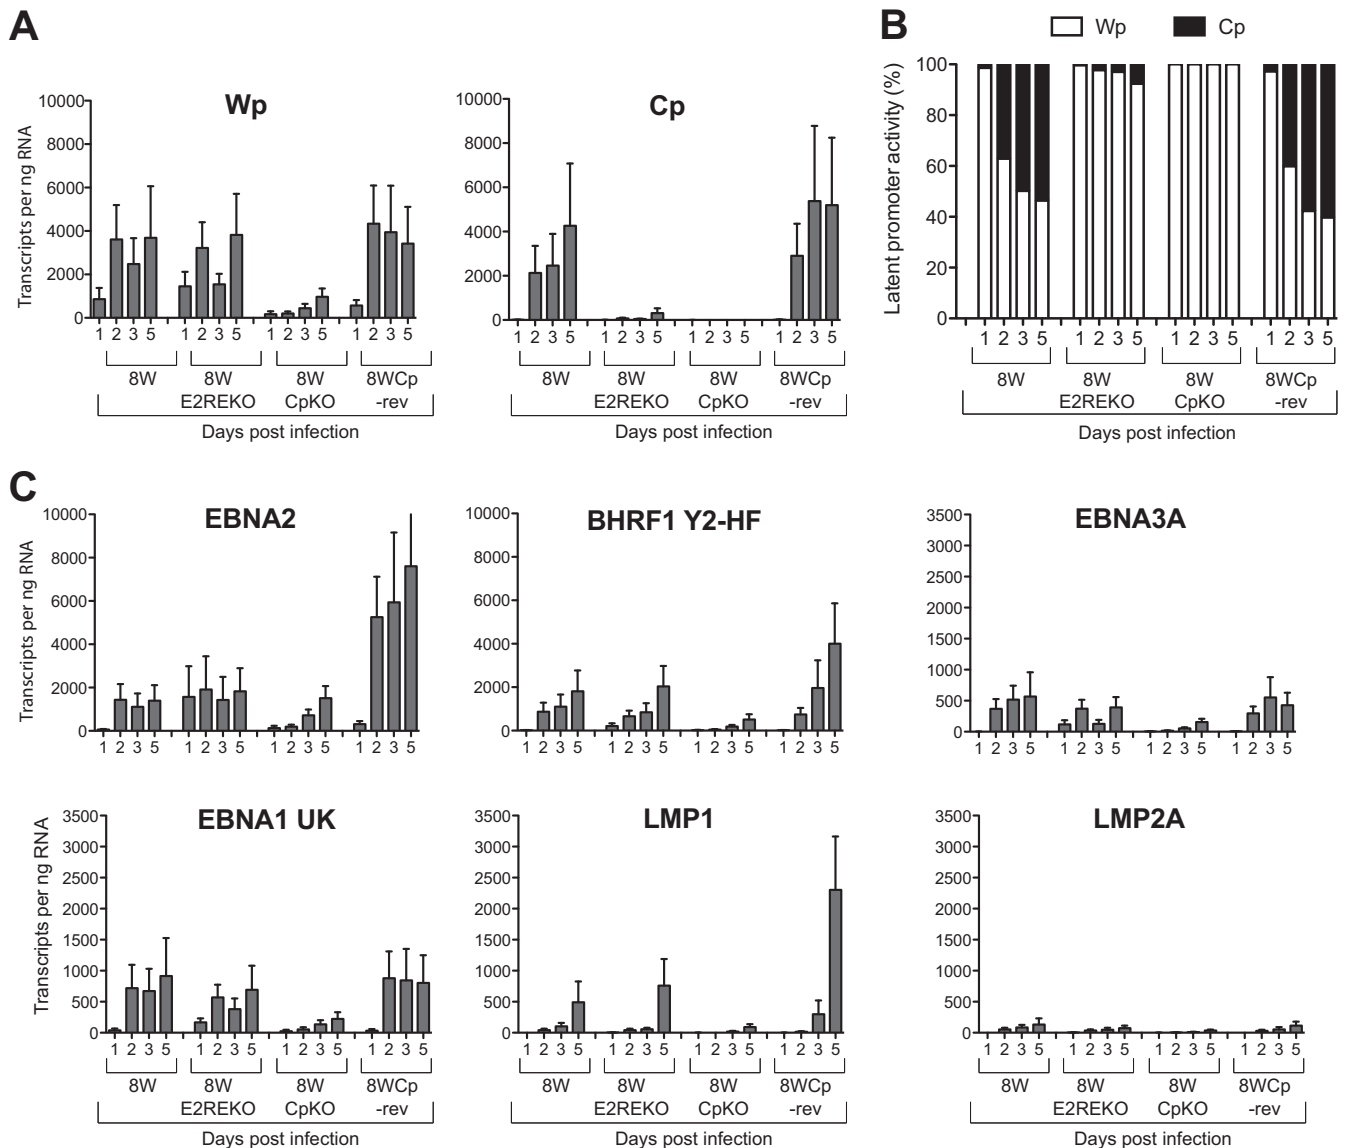 A
Wp
Transcripts per ng RNA
10000
8000
6000
4000
2000
0
1 2 3 5 1 2 3 5 1 2 3 5 1 2 3 5
8W 8W 8W 8WCp
E2REKO CpKO -rev
Days post infection
Cp
10000
8000
6000
4000
2000
0
1 2 3 5 1 2 3 5 1 2 3 5 1 2 3 5
8W 8W 8W 8WCp
E2REKO CpKO -rev
Days post infection
B
Wp Cp
Latent promoter activity (%)
100
80
60
40
20
0
1 2 3 5 1 2 3 5 1 2 3 5 1 2 3 5
8W 8W 8W 8WCp
E2REKO CpKO -rev
Days post infection
C
EBNA2
Transcripts per ng RNA
10000
8000
6000
4000
2000
0
1 2 3 5 1 2 3 5 1 2 3 5 1 2 3 5
BHRF1 Y2-HF
10000
8000
6000
4000
2000
0
1 2 3 5 1 2 3 5 1 2 3 5 1 2 3 5
EBNA3A
3500
3000
2500
2000
1500
1000
500
0
1 2 3 5 1 2 3 5 1 2 3 5 1 2 3 5
EBNA1 UK
Transcripts per ng RNA
3500
3000
2500
2000
1500
1000
500
0
1 2 3 5 1 2 3 5 1 2 3 5 1 2 3 5
8W 8W 8W 8WCp
E2REKO CpKO -rev
Days post infection
LMP1
3500
3000
2500
2000
1500
1000
500
0
1 2 3 5 1 2 3 5 1 2 3 5 1 2 3 5
8W 8W 8W 8WCp
E2REKO CpKO -rev
Days post infection
LMP2A
3500
3000
2500
2000
1500
1000
500
0
1 2 3 5 1 2 3 5 1 2 3 5 1 2 3 5
8W 8W 8W 8WCp
E2REKO CpKO -rev
Days post infection